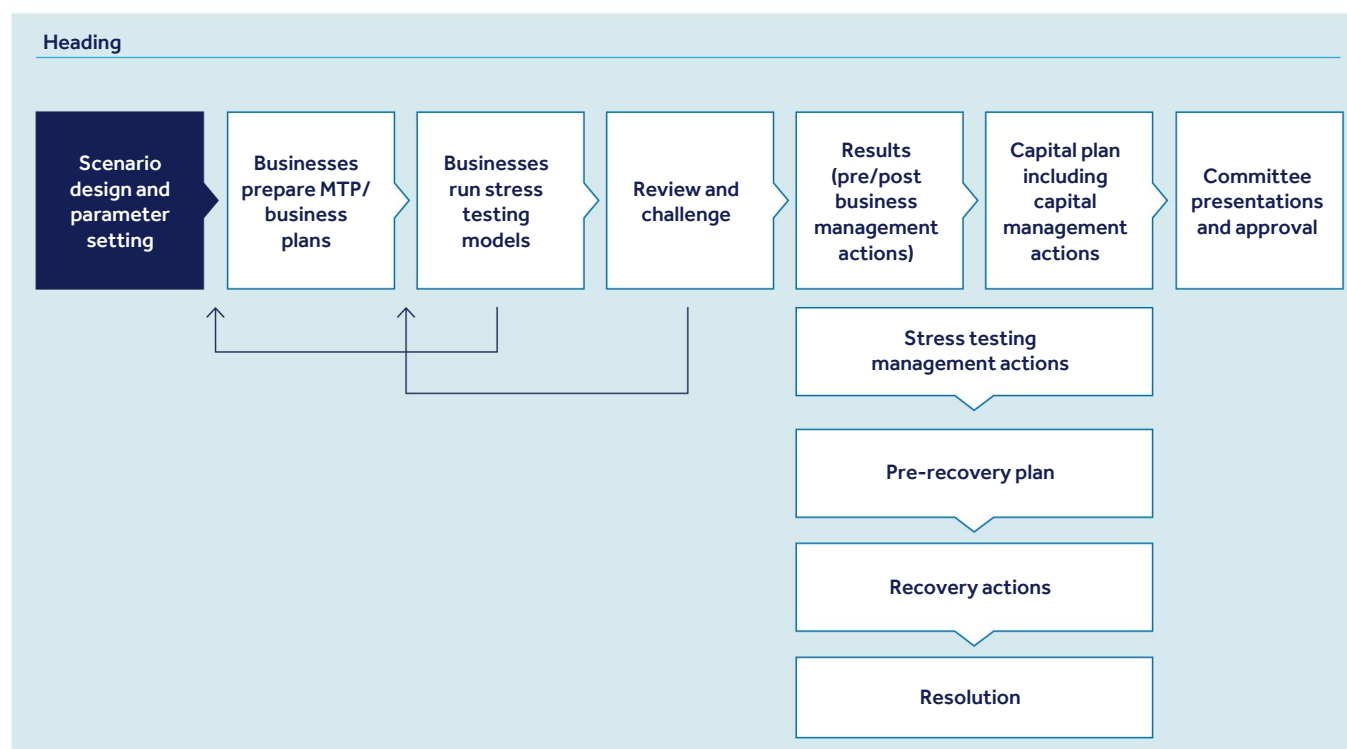 Heading
Scenario
design and
parameter
setting
Businesses
prepare MTP/
business
plans
Businesses
run stress
testing
models
Review and
challenge
Results
(pre/post
business
management
actions)
Capital plan
including
capital
management
actions
Committee
presentations
and approval
Stress testing
management actions
Pre-recovery plan
Recovery actions
Resolution